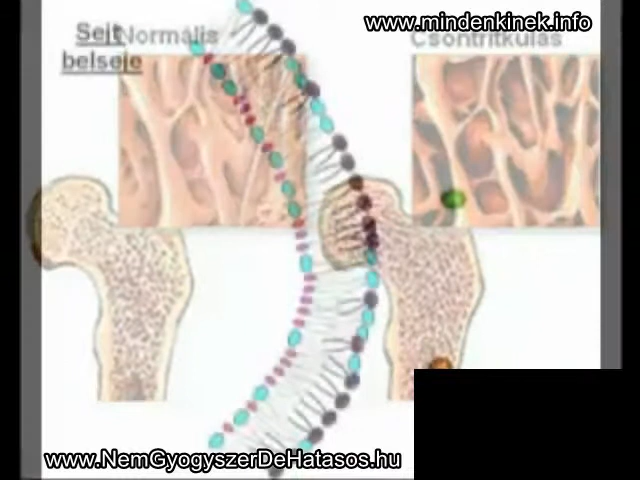 www.mindenkinek.info
Sejt Normális
Csontritkulás
belseje
www.NemGyogyszerDeHatasos.hu